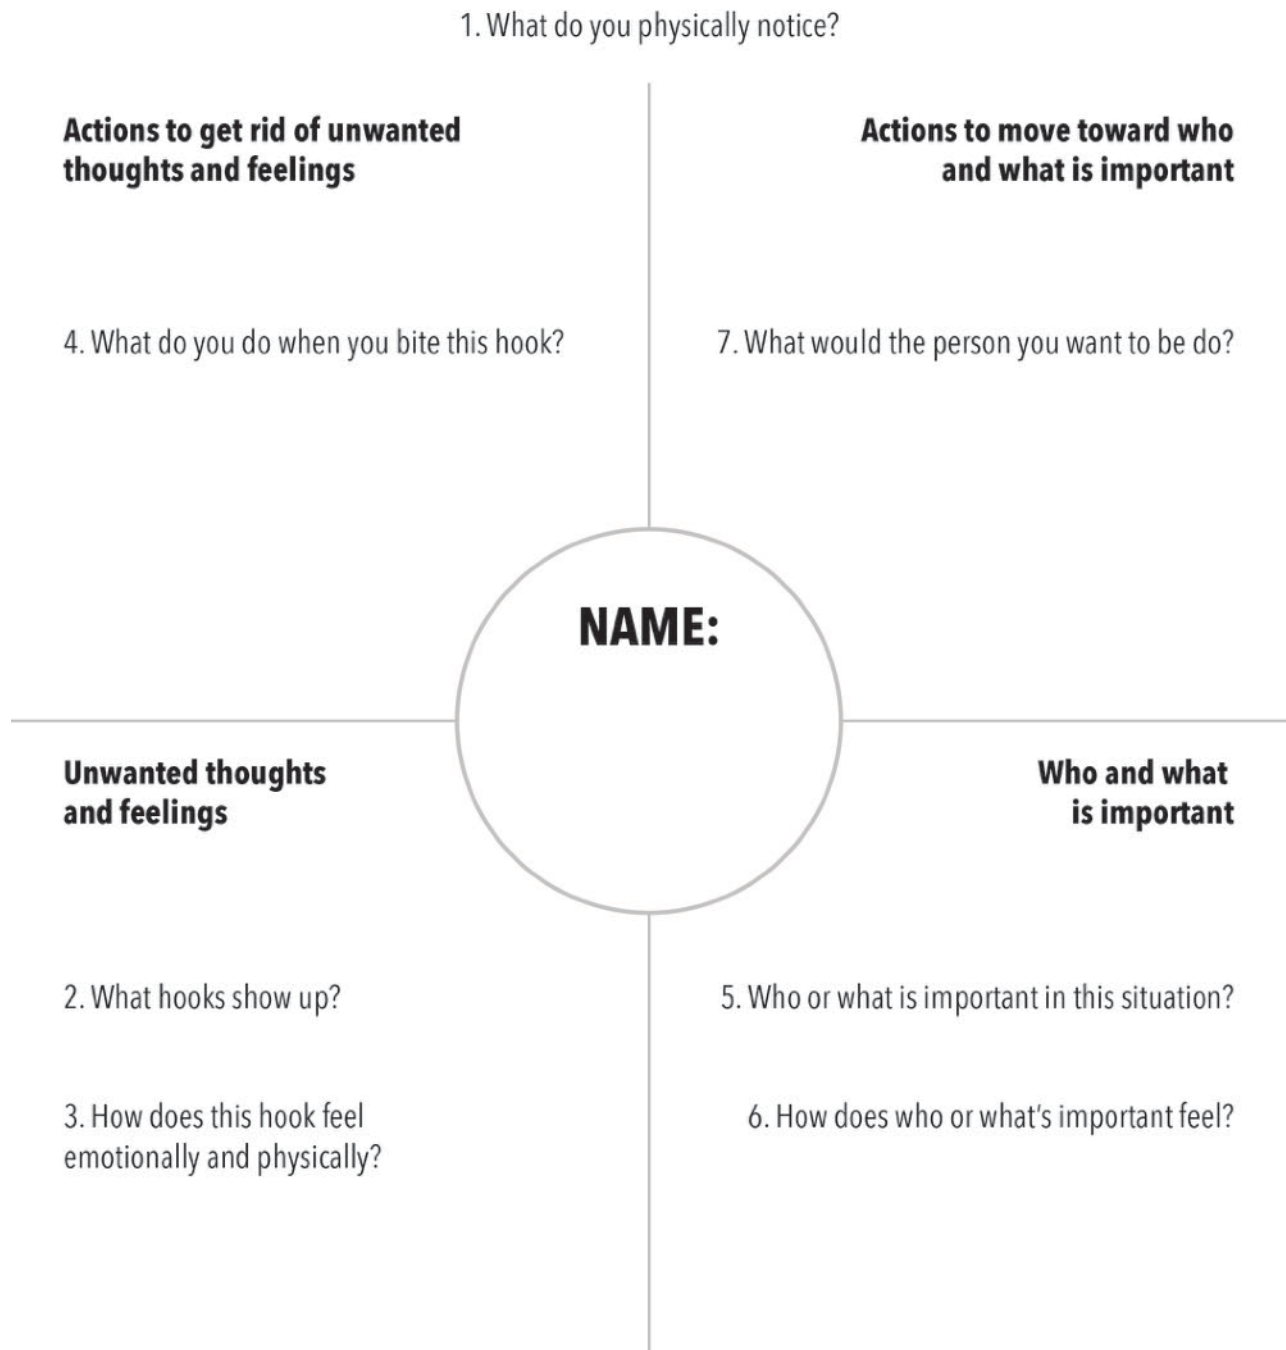 1. What do you physically notice?
Actions to get rid of unwanted
thoughts and feelings
Actions to move toward who
and what is important
4. What do you do when you bite this hook?
7. What would the person you want to be do?
NAME:
Unwanted thoughts
and feelings
Who and what
is important
2. What hooks show up?
5. Who or what is important in this situation?
3. How does this hook feel
emotionally and physically?
6. How does who or what's important feel?